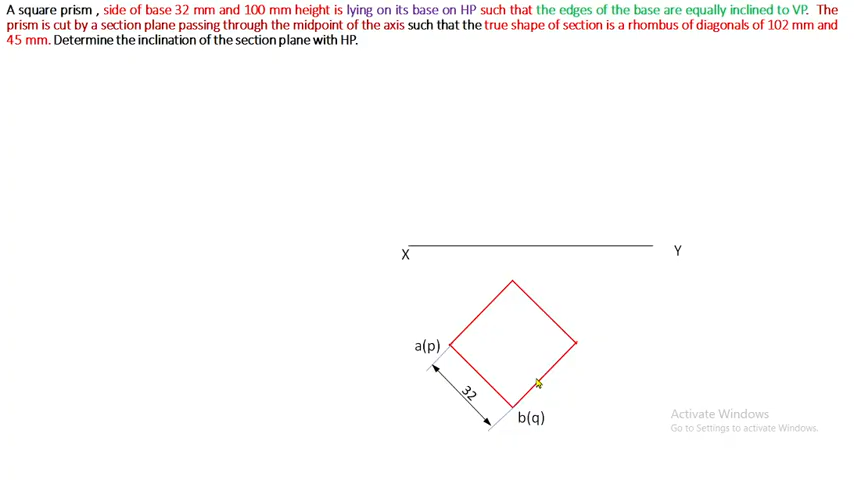 A square prism , side of base 32 mm and 100 mm height is lying on its base on HP such that the edges of the base are equally inclined to VP. The
prism is cut by a section plane passing through the midpoint of the axis such that the true shape of section is a rhombus of diagonals of 102 mm and
45 mm. Determine the inclination of the section plane with HP.
X
Y
a(p)
32
b(q)
Activate Windows
Go to Settings to activate Windows.